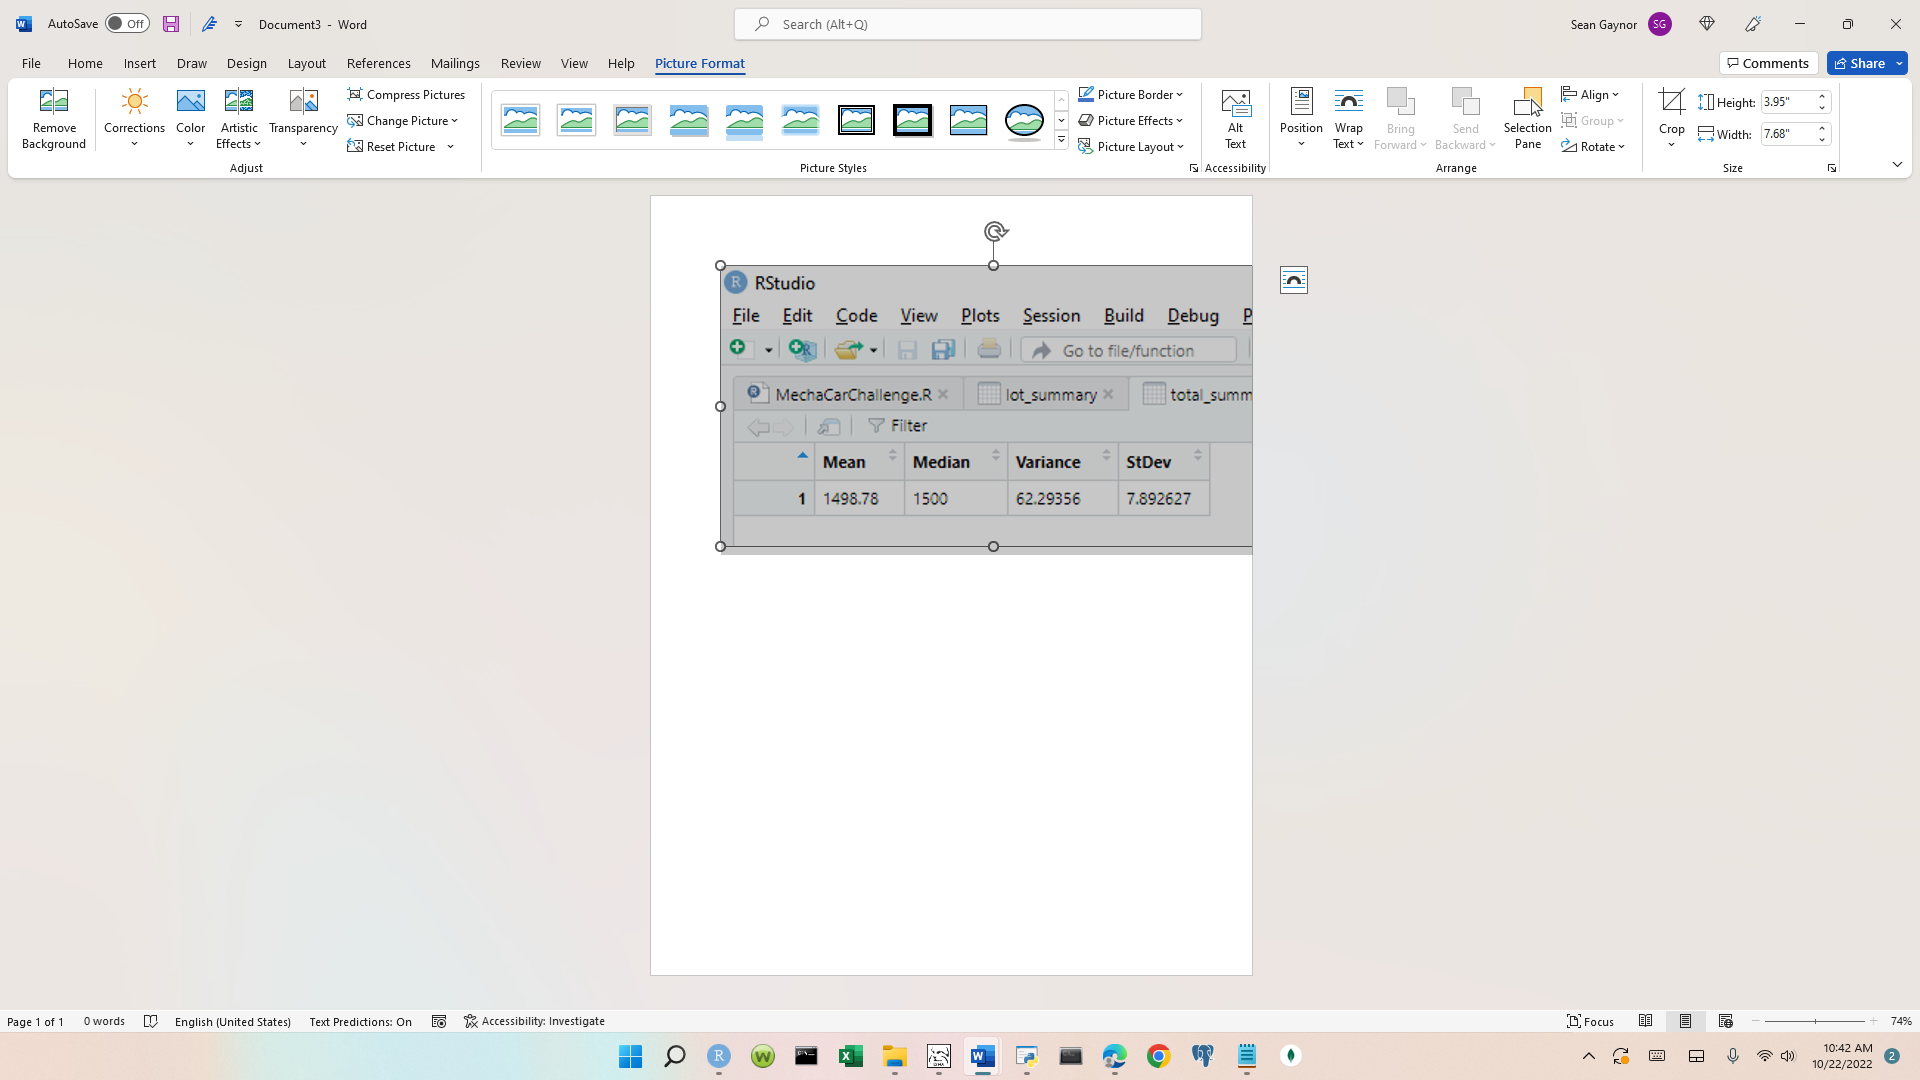 AutoSave Off Document3 - Word Search (Alt+Q) Sean Gaynor SG
File Home Insert Draw Design Layout References Mailings Review View Help Picture Format Comments Share
Remove Background
Corrections
Color
Artistic Effects
Transparency
Compress Pictures
Change Picture
Reset Picture
Adjust
Picture Styles
Picture Border
Picture Effects
Picture Layout
Alt Text
Accessibility
Position
Wrap Text
Bring Forward
Send Backward
Selection Pane
Align
Group
Rotate
Arrange
Crop
Height: 3.95"
Width: 7.68"
Size
R RStudio
File Edit Code View Plots Session Build Debug P
Go to file/function
MechaCarChallenge.R lot_summary total_summ
Filter
Mean Median Variance StDev
1 1498.78 1500 62.29356 7.892627
Page 1 of 1 0 words English (United States) Text Predictions: On Accessibility: Investigate Focus 74%
10:42 AM
10/22/2022 2